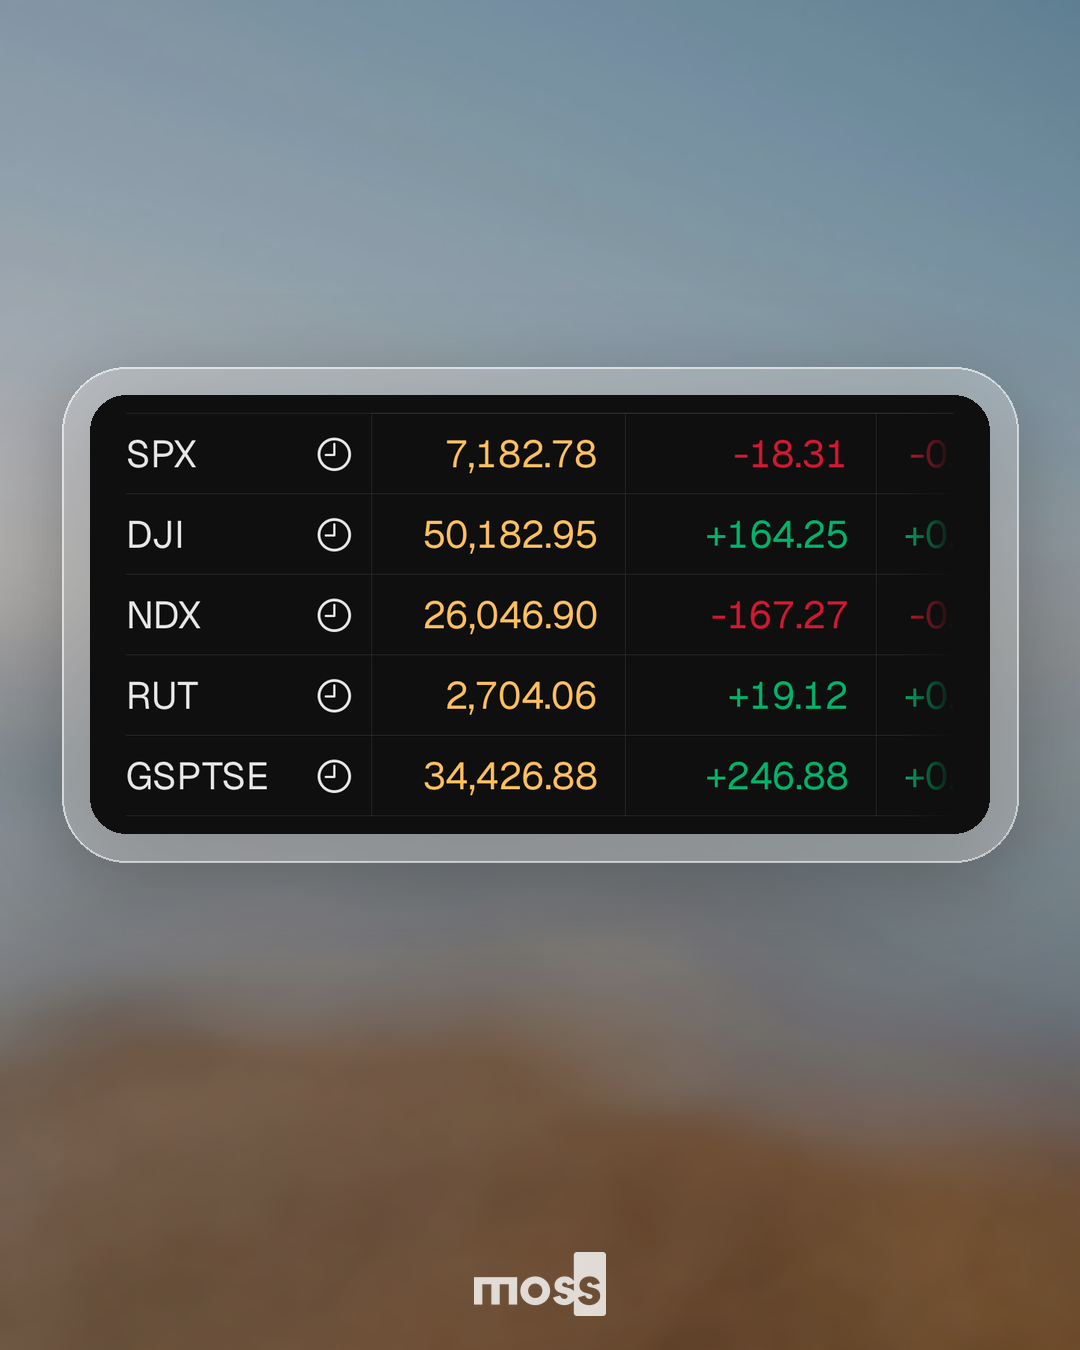 SPX 7,182.78 -18.31 -0
DJI 50,182.95 +164.25 +0
NDX 26,046.90 -167.27 -0
RUT 2,704.06 +19.12 +0
GSPTSE 34,426.88 +246.88 +0
moss